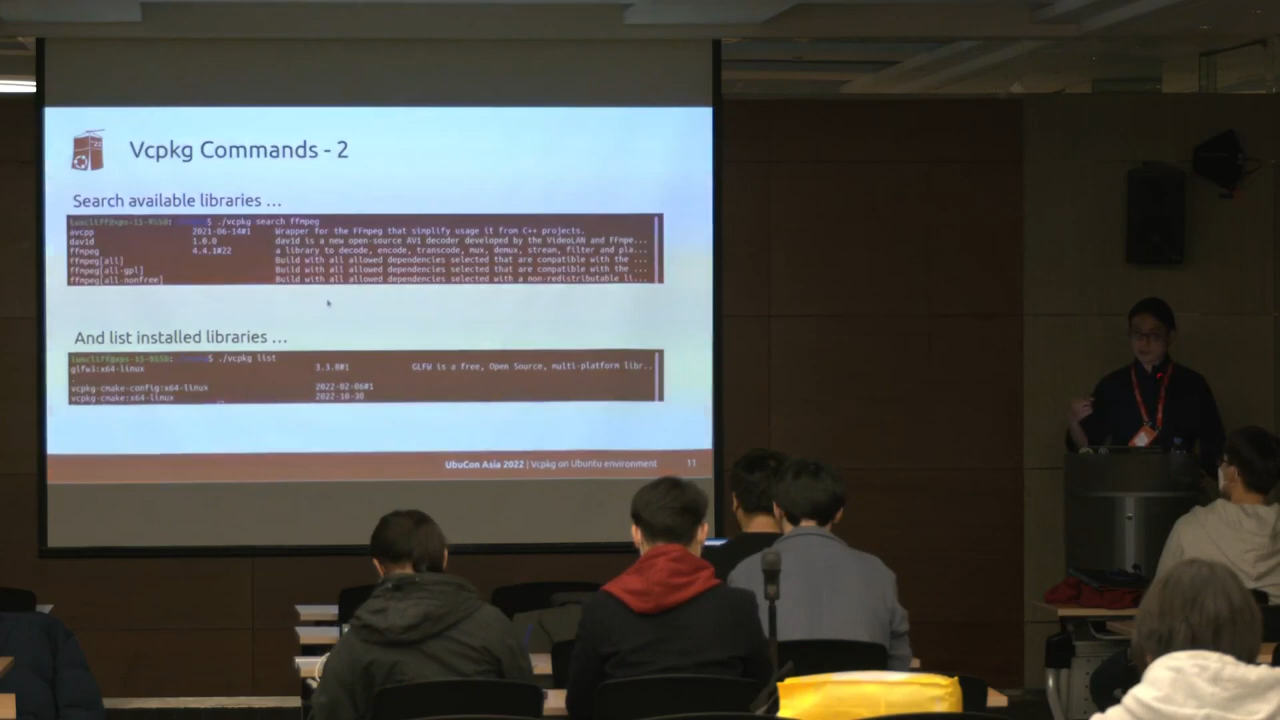 Vcpkg Commands - 2
Search available libraries ...
$ ./vcpkg search ffmpeg
avcpp 2021-06-14#1 Wrapper for the FFmpeg that simplify usage it from C++ projects.
dav1d 1.0.0 dav1d is a new open-source AV1 decoder developed by the VideoLAN and FFmpe...
ffmpeg 4.4.1#22 a library to decode, encode, transcode, mux, demux, stream, filter and pla...
ffmpeg[all] Build with all allowed dependencies selected that are compatible with the ...
ffmpeg[all-gpl] Build with all allowed dependencies selected that are compatible with the ...
ffmpeg[all-nonfree] Build with all allowed dependencies selected with a non-redistributable li...
And list installed libraries ...
$ ./vcpkg list
glfw3:x64-linux 3.3.8#1 GLFW is a free, Open Source, multi-platform libr...
vcpkg-cmake-config:x64-linux 2022-02-06#1
vcpkg-cmake:x64-linux 2022-10-30
UbuCon Asia 2022 | Vcpkg on Ubuntu environment 11